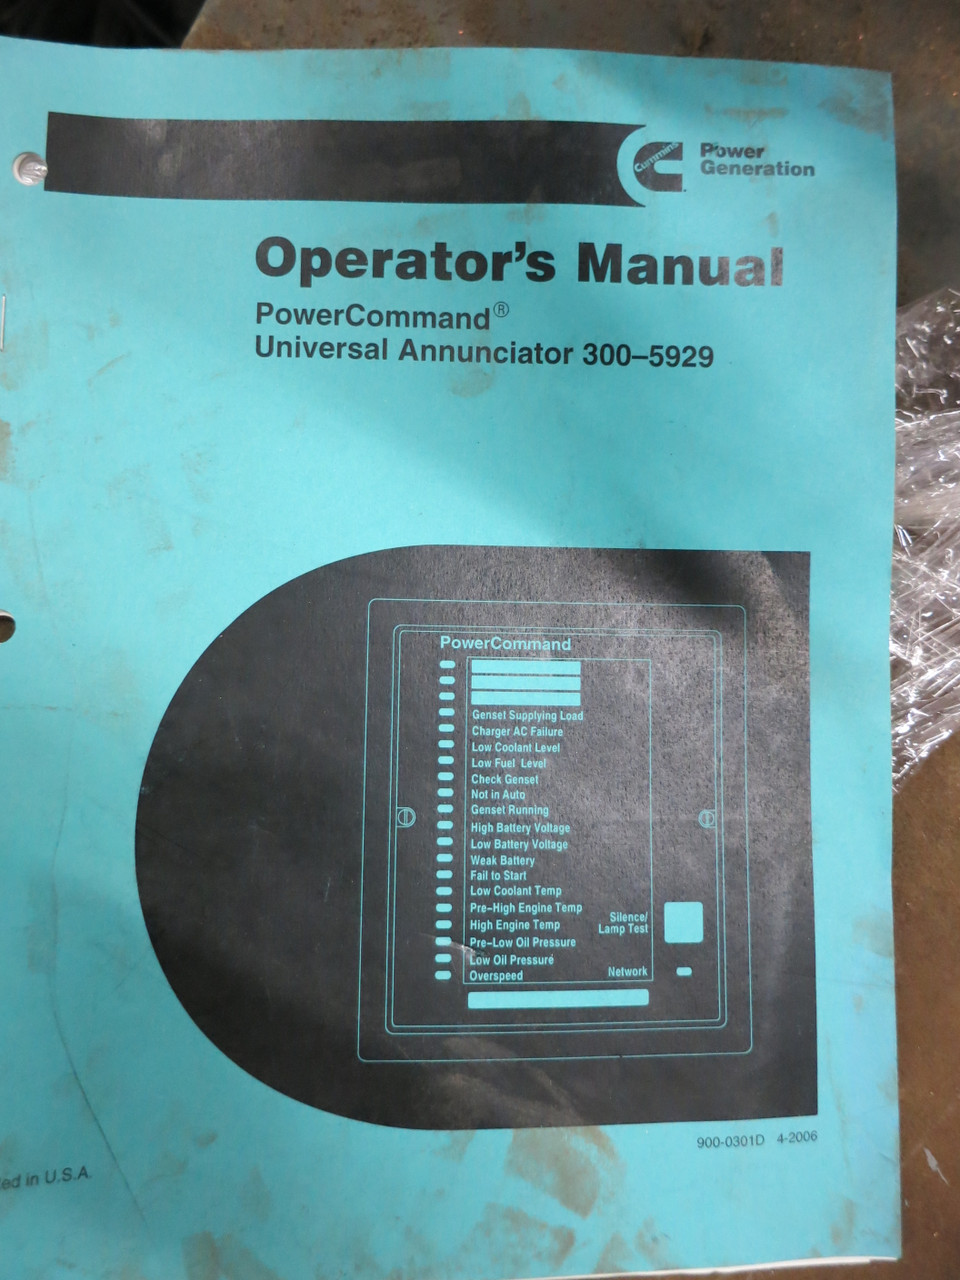 Cummins
Power
Generation
Operator's Manual
PowerCommand®
Universal Annunciator 300–5929
PowerCommand
Genset Supplying Load
Charger AC Failure
Low Coolant Level
Low Fuel Level
Check Genset
Not in Auto
Genset Running
High Battery Voltage
Low Battery Voltage
Weak Battery
Fail to Start
Low Coolant Temp
Pre–High Engine Temp
High Engine Temp
Pre–Low Oil Pressure
Low Oil Pressure
Overspeed
Silence/
Lamp Test
Network
900-0301D 4-2006
in U.S.A.